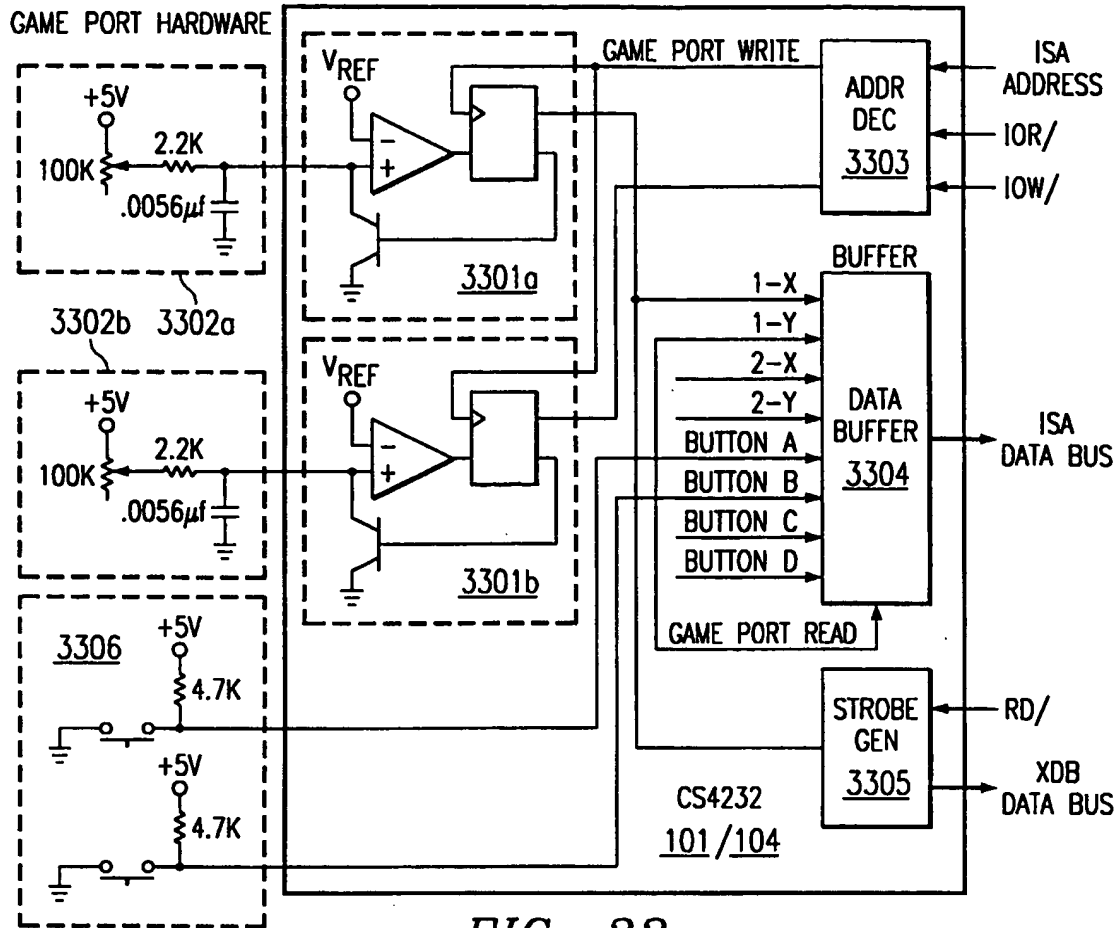 GAME PORT HARDWARE
+5V
100K
2.2K
.0056µf
3302b
3302a
+5V
100K
2.2K
.0056µf
3306
+5V
4.7K
+5V
4.7K
VREF
-
+
3301a
VREF
-
+
3301b
GAME PORT WRITE
ADDR
DEC
3303
ISA
ADDRESS
IOR/
IOW/
BUFFER
1-X
1-Y
2-X
2-Y
BUTTON A
BUTTON B
BUTTON C
BUTTON D
DATA
BUFFER
3304
ISA
DATA BUS
GAME PORT READ
STROBE
GEN
3305
RD/
XDB
DATA BUS
CS4232
101/104